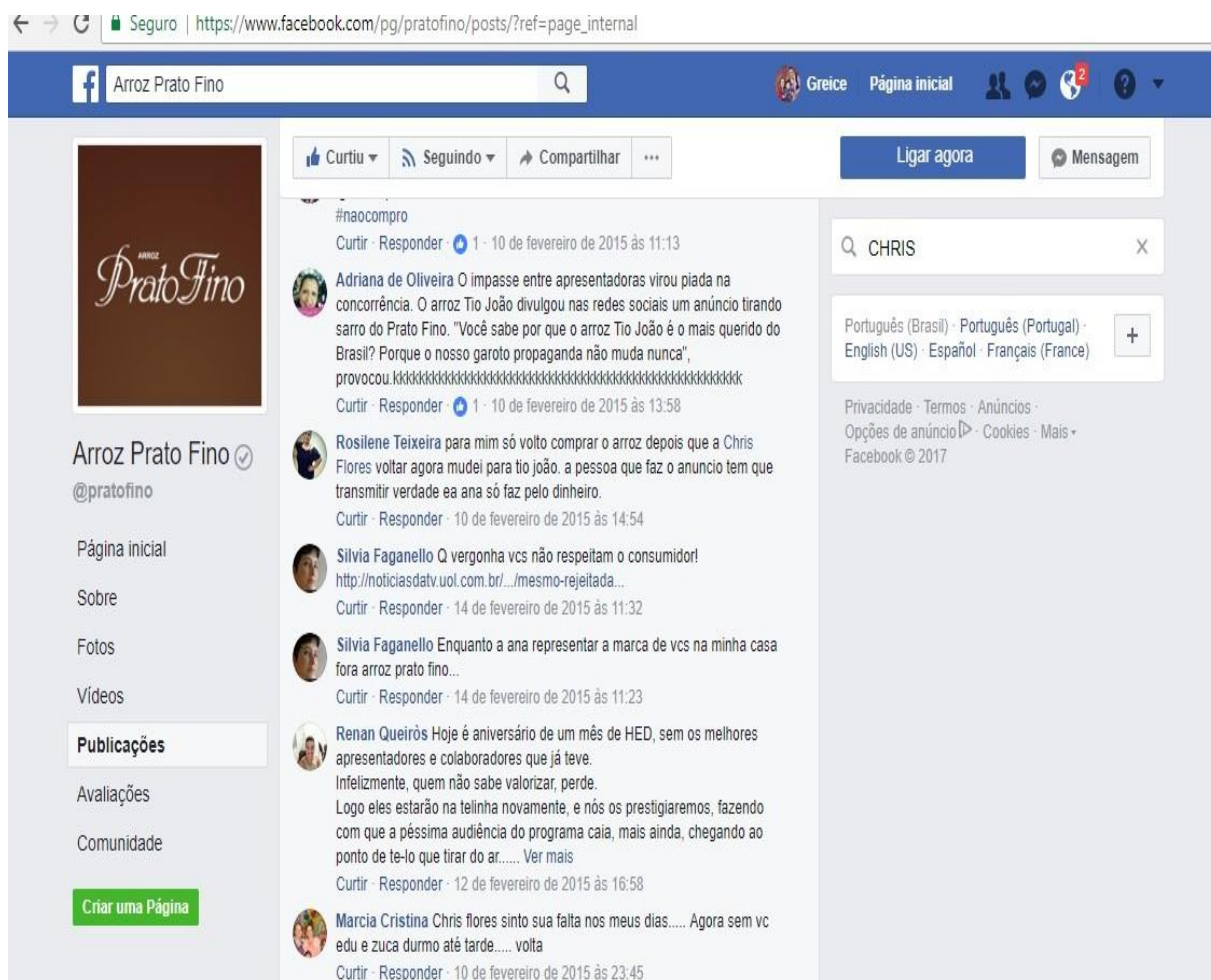 Seguro | https://www.facebook.com/pg/pratofino/posts/?ref=page_internal
Arroz Prato Fino
Greice Página inicial 2
Curtiu Seguindo Compartilhar ...
Ligar agora Mensagem
ARROZ
Prato Fino
Arroz Prato Fino
@pratofino
Página inicial
Sobre
Fotos
Vídeos
Publicações
Avaliações
Comunidade
Criar uma Página
#naocompro
Curtir · Responder · 1 · 10 de fevereiro de 2015 às 11:13
Adriana de Oliveira O impasse entre apresentadoras virou piada na
concorrência. O arroz Tio João divulgou nas redes sociais um anúncio tirando
sarro do Prato Fino. "Você sabe por que o arroz Tio João é o mais querido do
Brasil? Porque o nosso garoto propaganda não muda nunca",
provocou.kkkkkkkkkkkkkkkkkkkkkkkkkkkkkkkkkkkkkkkkkkkkkkkkkkkkkk
Curtir · Responder · 1 · 10 de fevereiro de 2015 às 13:58
Rosilene Teixeira para mim só volto comprar o arroz depois que a Chris
Flores voltar agora mudei para tio joão. a pessoa que faz o anuncio tem que
transmitir verdade ea ana só faz pelo dinheiro.
Curtir · Responder · 10 de fevereiro de 2015 às 14:54
Silvia Faganello Q vergonha vcs não respeitam o consumidor!
http://noticiasdatv.uol.com.br/.../mesmo-rejeitada...
Curtir · Responder · 14 de fevereiro de 2015 às 11:32
Silvia Faganello Enquanto a ana representar a marca de vcs na minha casa
fora arroz prato fino...
Curtir · Responder · 14 de fevereiro de 2015 às 11:23
Renan Queiròs Hoje é aniversário de um mês de HED, sem os melhores
apresentadores e colaboradores que já teve.
Infelizmente, quem não sabe valorizar, perde.
Logo eles estarão na telinha novamente, e nós os prestigiaremos, fazendo
com que a péssima audiência do programa caia, mais ainda, chegando ao
ponto de te-lo que tirar do ar...... Ver mais
Curtir · Responder · 12 de fevereiro de 2015 às 16:58
Marcia Cristina Chris flores sinto sua falta nos meus dias..... Agora sem vc
edu e zuca durmo até tarde..... volta
Curtir · Responder · 10 de fevereiro de 2015 às 23:45
CHRIS
Português (Brasil) · Português (Portugal) ·
English (US) · Español · Français (France)
Privacidade · Termos · Anúncios ·
Opções de anúncio · Cookies · Mais
Facebook © 2017